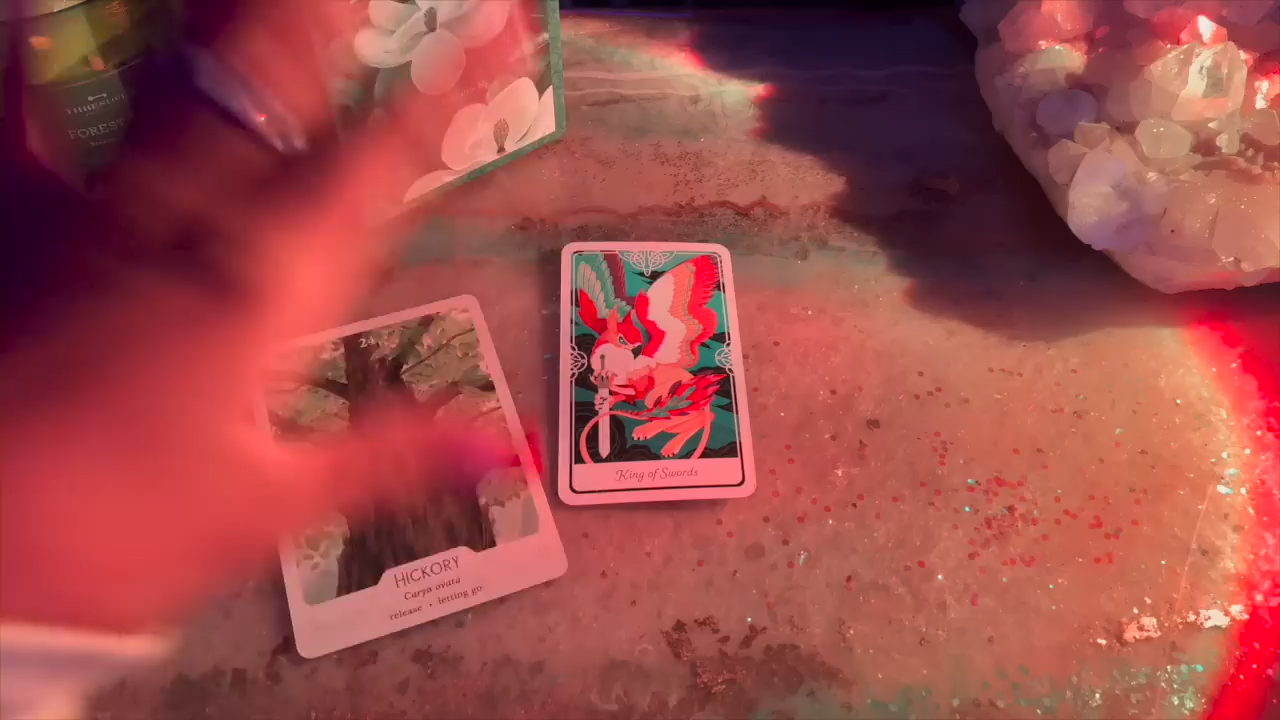 FOREST
24
King of Swords
HICKORY
Carya ovata
release • letting go